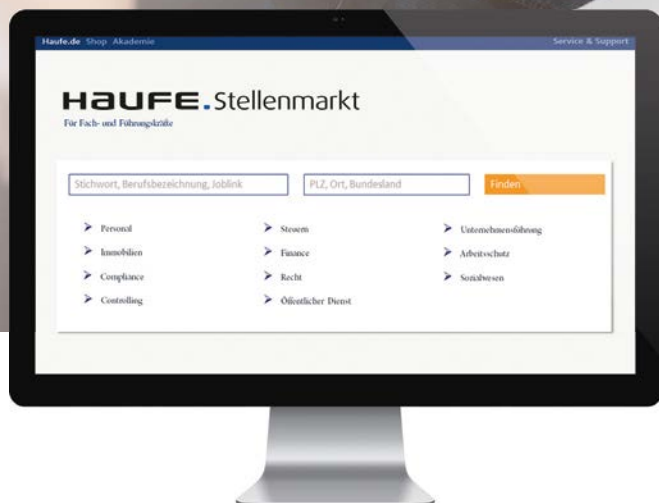 Haufe.de Shop Akademie Service & Support
HAUFE.Stellenmarkt
Für Fach- und Führungskräfte
Stichwort, Berufsbezeichnung, Joblink PLZ, Ort, Bundesland Finden
Personal Steuern Unternehmensführung
Immobilien Finance Arbeitsschutz
Compliance Recht Sozialwesen
Controlling Öffentlicher Dienst